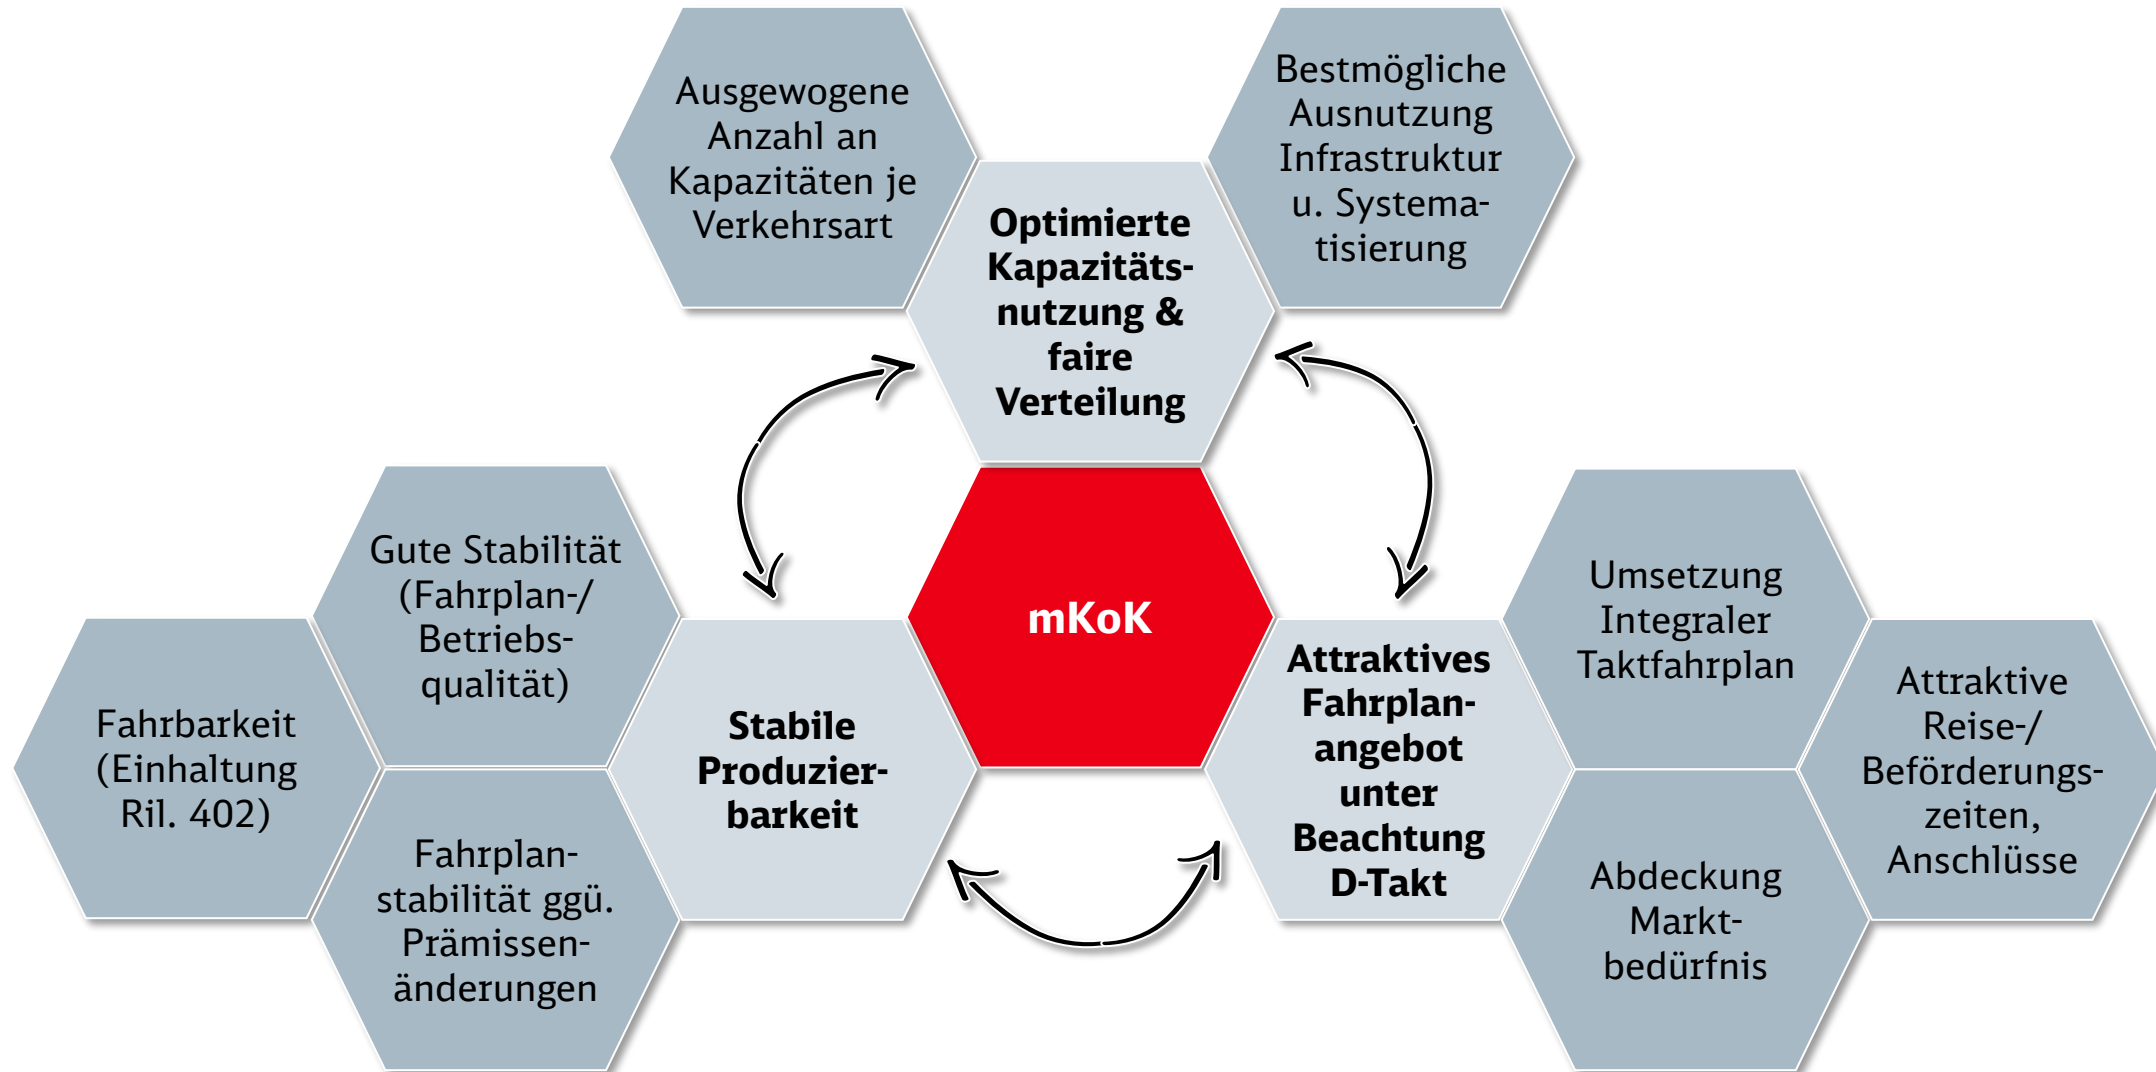 Ausgewogene
Anzahl an
Kapazitäten je
Verkehrsart
Bestmögliche
Ausnutzung
Infrastruktur
u. Systema-
tisierung
Optimierte
Kapazitäts-
nutzung &
faire
Verteilung
mKoK
Gute Stabilität
(Fahrplan-/
Betriebs-
qualität)
Fahrbarkeit
(Einhaltung
Ril. 402)
Fahrplan-
stabilität ggü.
Prämissen-
änderungen
Stabile
Produzier-
barkeit
Attraktives
Fahrplan-
angebot
unter
Beachtung
D-Takt
Umsetzung
Integraler
Taktfahrplan
Attraktive
Reise-/
Beförderungs-
zeiten,
Anschlüsse
Abdeckung
Markt-
bedürfnis